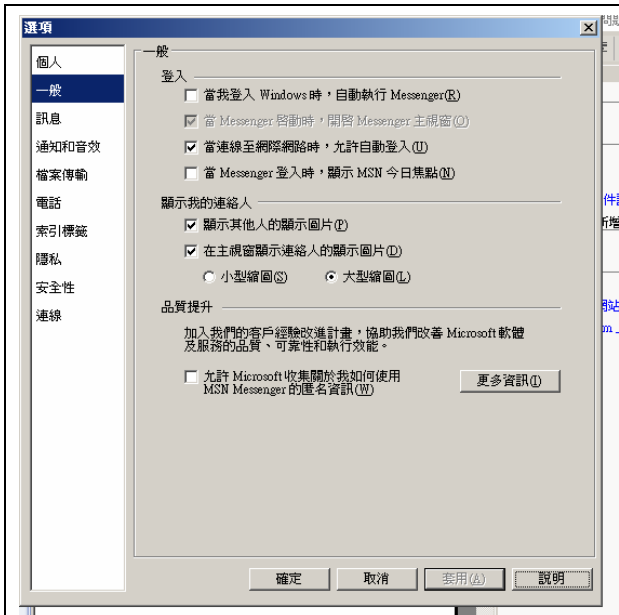 選項
個人
一般
訊息
通知和音效
檔案傳輸
電話
索引標籤
隱私
安全性
連線
一般
登入
當我登入 Windows 時，自動執行 Messenger(R)
當 Messenger 啟動時，開啟 Messenger 主視窗(O)
當連線至網際網路時，允許自動登入(U)
當 Messenger 登入時，顯示 MSN 今日焦點(N)
顯示我的連絡人
顯示其他人的顯示圖片(P)
在主視窗顯示連絡人的顯示圖片(D)
小型縮圖(S)
大型縮圖(L)
品質提升
加入我們的客戶經驗改進計畫，協助我們改善 Microsoft 軟體
及服務的品質、可靠性和執行效能。
允許 Microsoft 收集關於我如何使用
MSN Messenger 的匿名資訊(W)
更多資訊(I)
確定
取消
套用(A)
說明